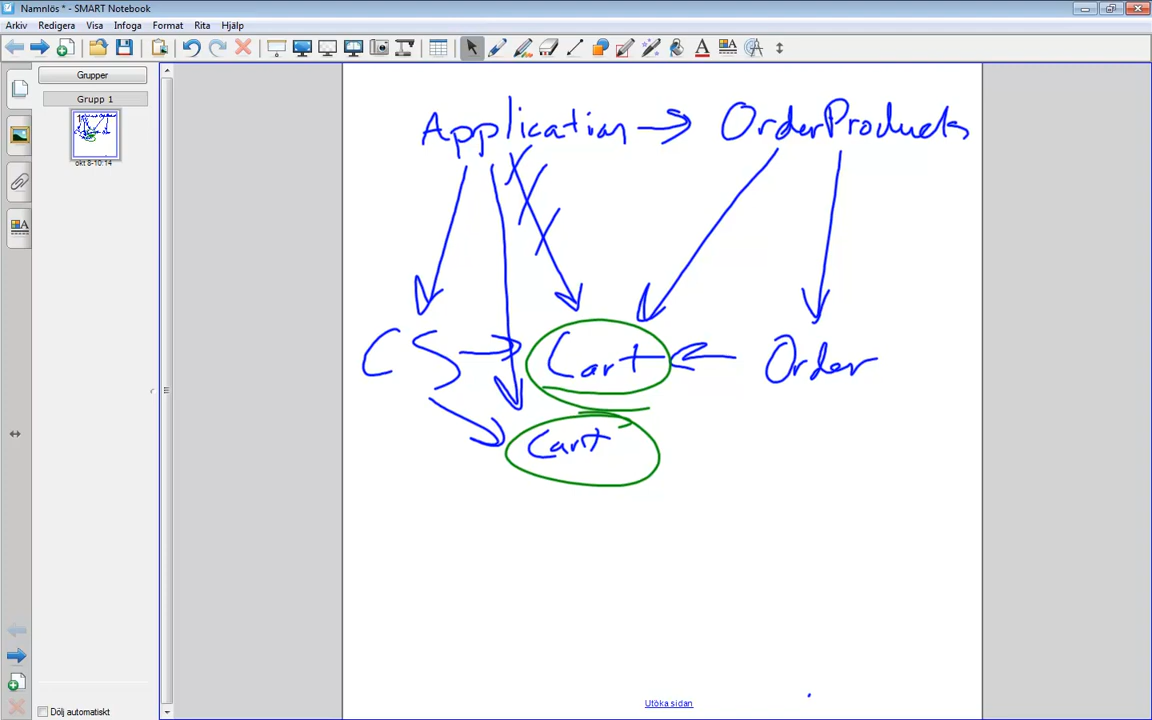 Namnlös * - SMART Notebook
Arkiv Redigera Visa Infoga Format Rita Hjälp
Grupper
Grupp 1
okt 8-10:14
Application → OrderProducts
CS → Cart ← Order
Cart
Dölj automatiskt
Utöka sidan